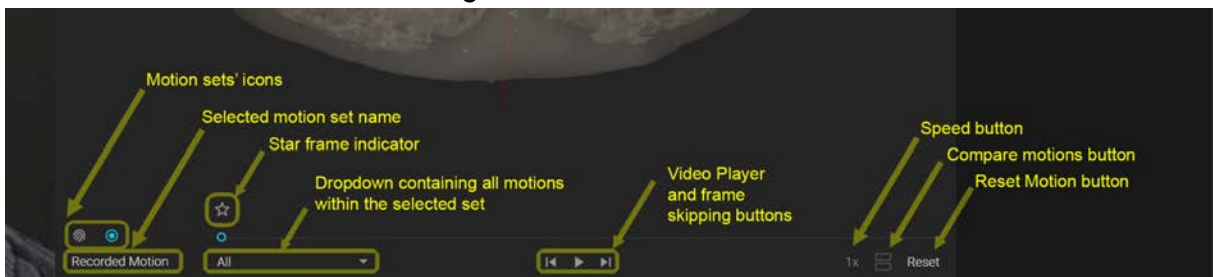 Motion sets' icons
Selected motion set name
Star frame indicator
Dropdown containing all motions
within the selected set
Video Player
and frame
skipping buttons
Speed button
Compare motions button
Reset Motion button
Recorded Motion
All
1x
Reset